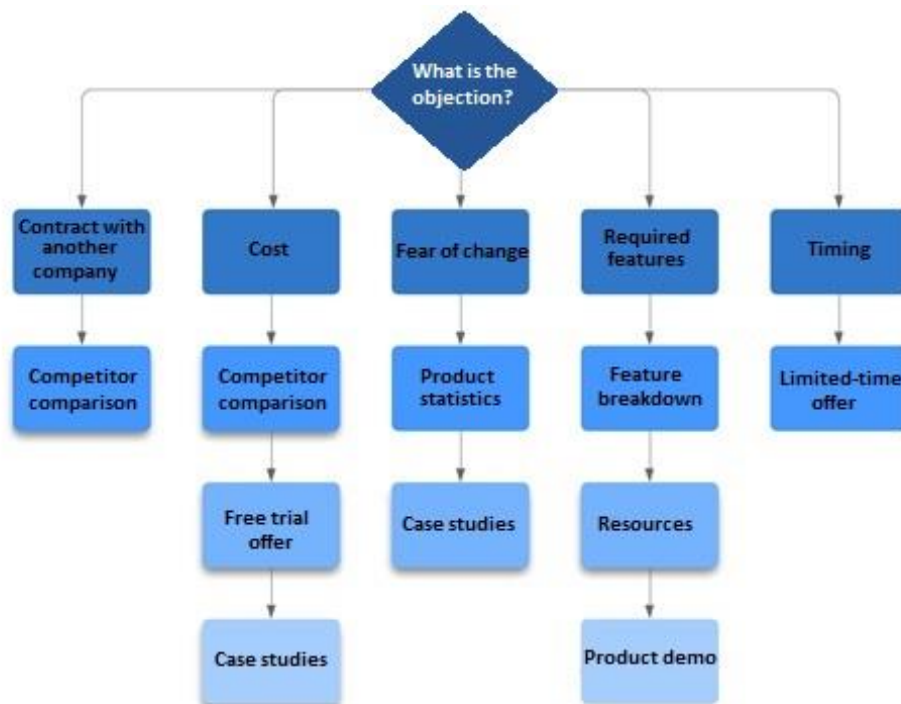 What is the
objection?
Contract with
another
company
Cost
Fear of change
Required
features
Timing
Competitor
comparison
Competitor
comparison
Product
statistics
Feature
breakdown
Limited-time
offer
Free trial
offer
Case studies
Resources
Case studies
Product demo